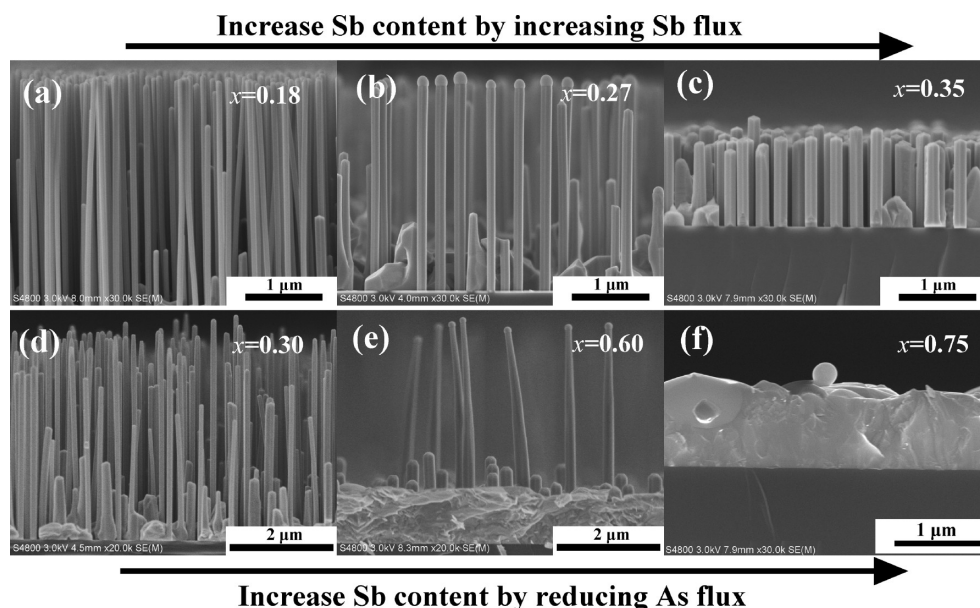 Increase Sb content by increasing Sb flux
(a) x=0.18
(b) x=0.27
(c) x=0.35
1 μm
1 μm
1 μm
S4800 3.0kV 8.0mm x30.0k SE(M)
S4800 3.0kV 4.0mm x30.0k SE(M)
S4800 3.0kV 7.9mm x30.0k SE(M)
(d) x=0.30
(e) x=0.60
(f) x=0.75
2 μm
2 μm
1 μm
S4800 3.0kV 4.5mm x20.0k SE(M)
S4800 3.0kV 8.3mm x20.0k SE(M)
S4800 3.0kV 7.9mm x30.0k SE(M)
Increase Sb content by reducing As flux